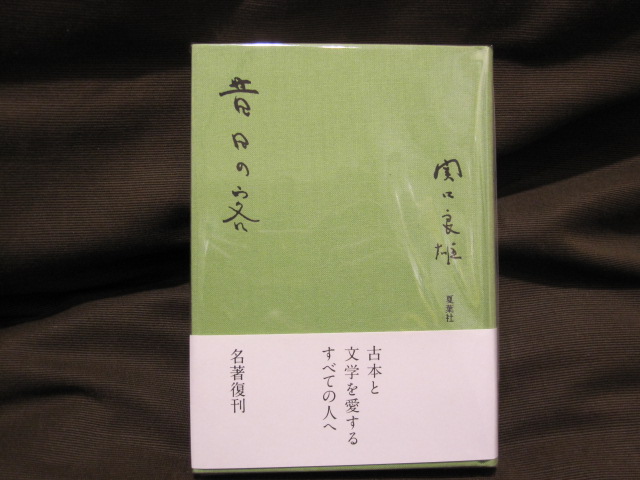 昔日の客
関口良雄
夏葉社
古本と
文学を愛する
すべての人へ
名著復刊